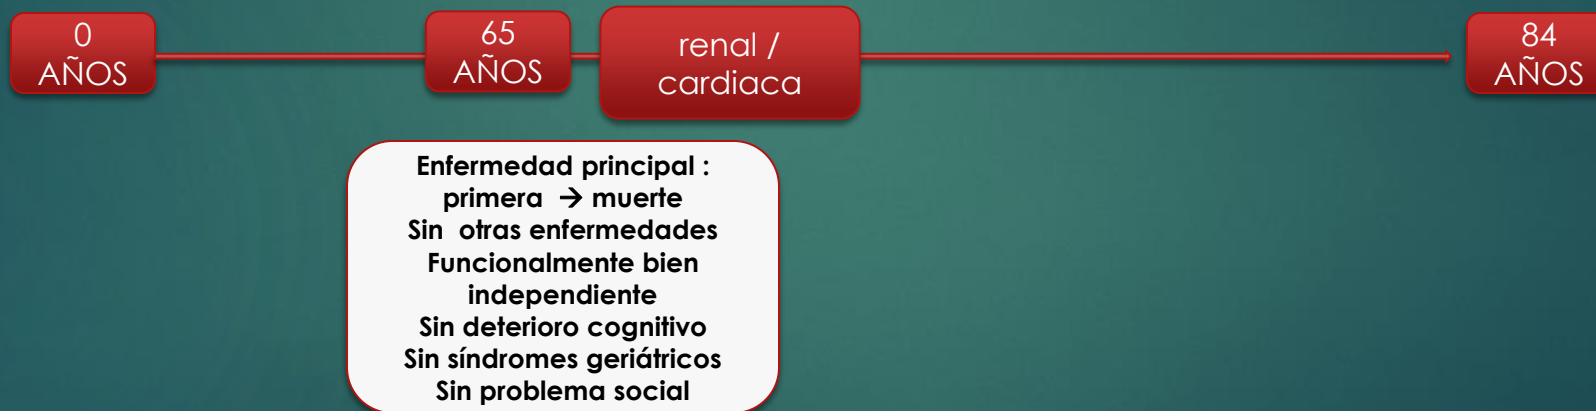 0
AÑOS
65
AÑOS
renal /
cardiaca
84
AÑOS
Enfermedad principal :
primera → muerte
Sin otras enfermedades
Funcionalmente bien
independiente
Sin deterioro cognitivo
Sin síndromes geriátricos
Sin problema social